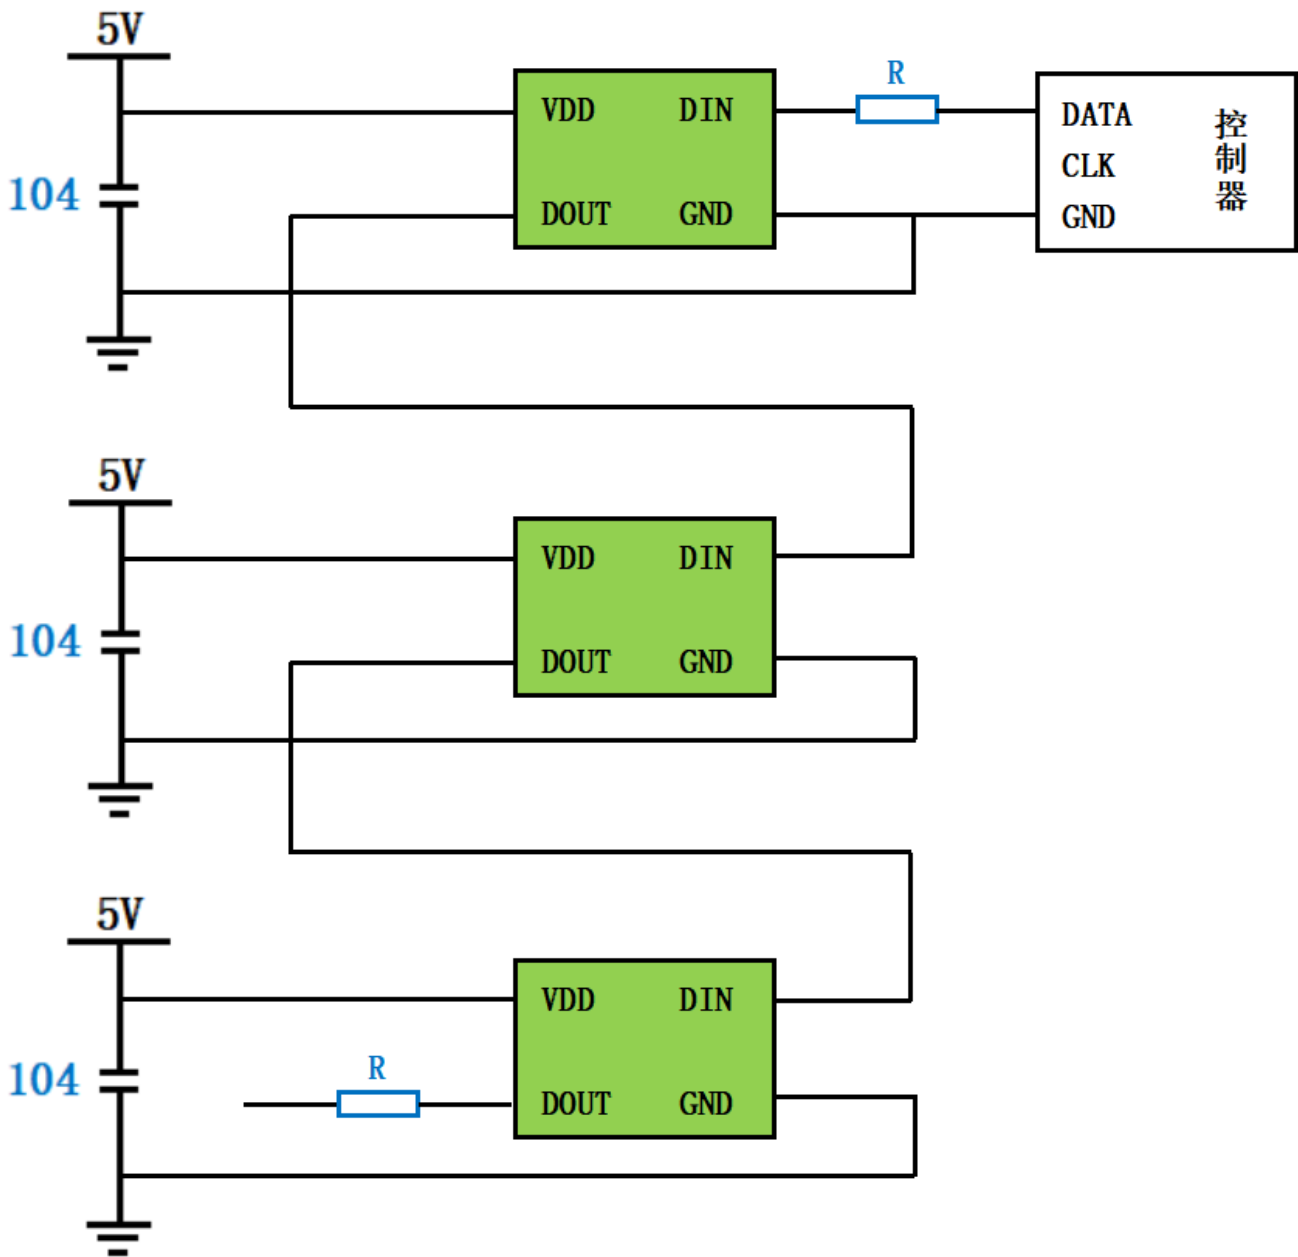 5V
VDD DIN
R
DATA
控制器
104
CLK
DOUT GND
GND
5V
VDD DIN
104
DOUT GND
5V
VDD DIN
104
R
DOUT GND